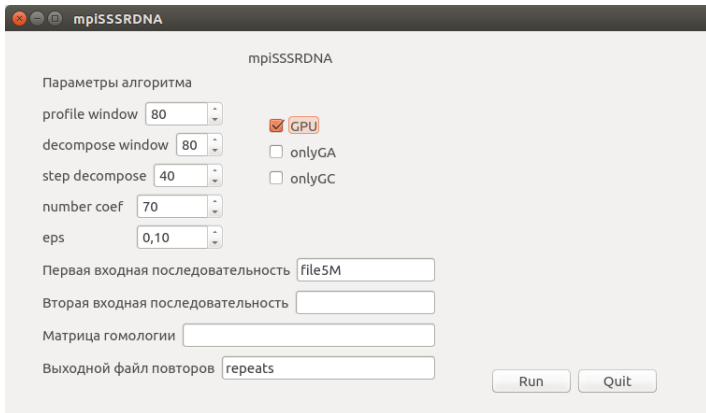 mpiSSSRDNA
mpiSSSRDNA
Параметры алгоритма
profile window 80
GPU
decompose window 80
onlyGA
step decompose 40
onlyGC
number coef 70
eps 0,10
Первая входная последовательность file5M
Вторая входная последовательность
Матрица гомологии
Выходной файл повторов repeats
Run Quit